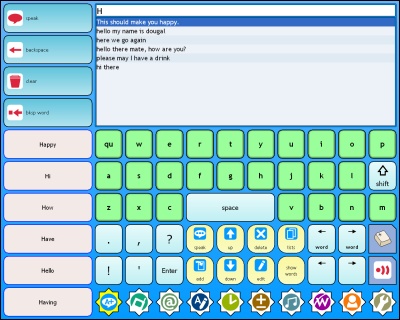 speak
H
This should make you happy.
hello my name is dougal
here we go again
hello there mate, how are you?
please may I have a drink
hi there
backspace
clear
bksp word
Happy
qu w e r t y u i o p
Hi
a s d f g h j k l shift
How
z x c space v b n m
Have
. , ? speak up delete lists word word
Hello
! ' Enter add down edit show words
Having